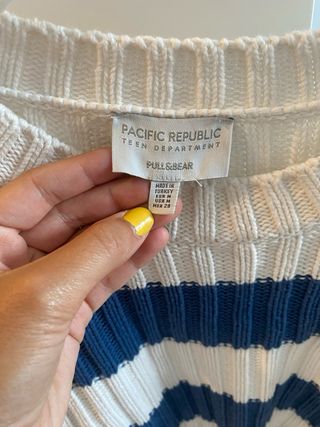 PACIFIC REPUBLIC
TEEN DEPARTMENT
PULL&BEAR
MADE IN
TURKEY
EUR M
USA M
MEX 28